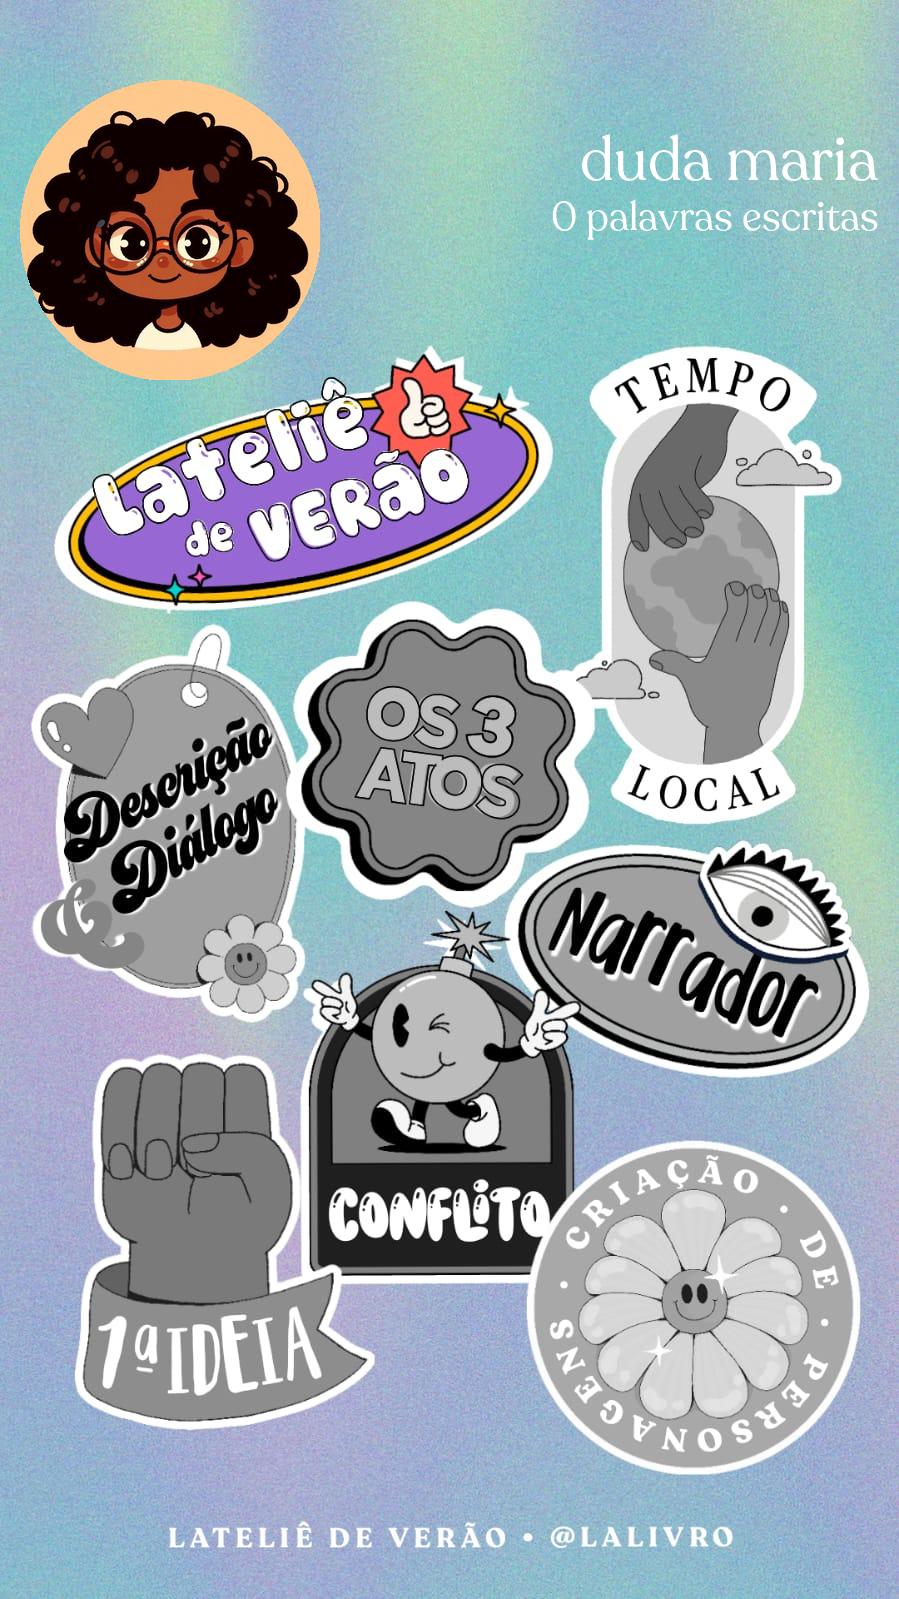 duda maria
0 palavras escritas
Lateliê
de VERÃO
TEMPO
LOCAL
OS 3
ATOS
Descrição
Diálogo
&
Narrador
CONFLITO
1ª IDEIA
CRIAÇÃO · DE · PERSONAGENS ·
LATELIÊ DE VERÃO • @LALIVRO